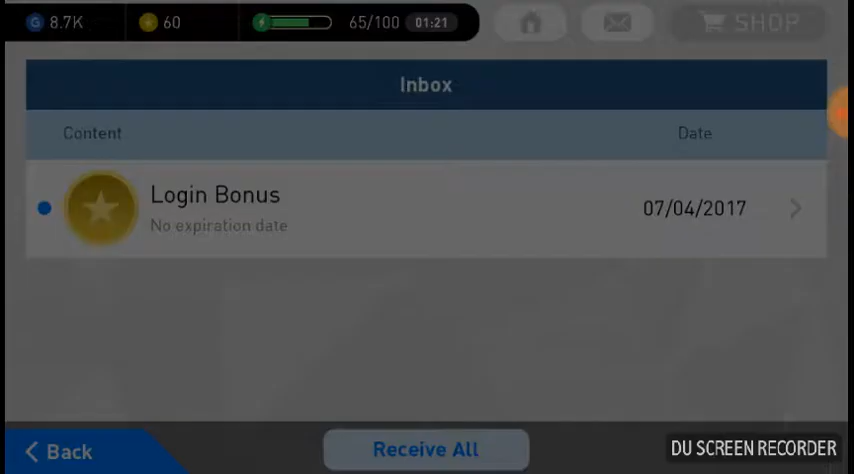 G 8.7K 60 65/100 01:21 SHOP
Inbox
Content Date
Login Bonus
No expiration date
07/04/2017
Back
Receive All
DU SCREEN RECORDER